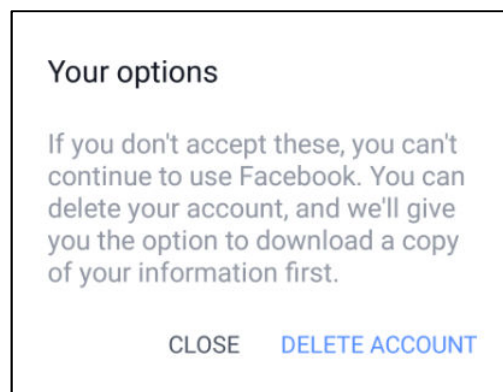 Your options
If you don't accept these, you can't
continue to use Facebook. You can
delete your account, and we'll give
you the option to download a copy
of your information first.
CLOSE DELETE ACCOUNT